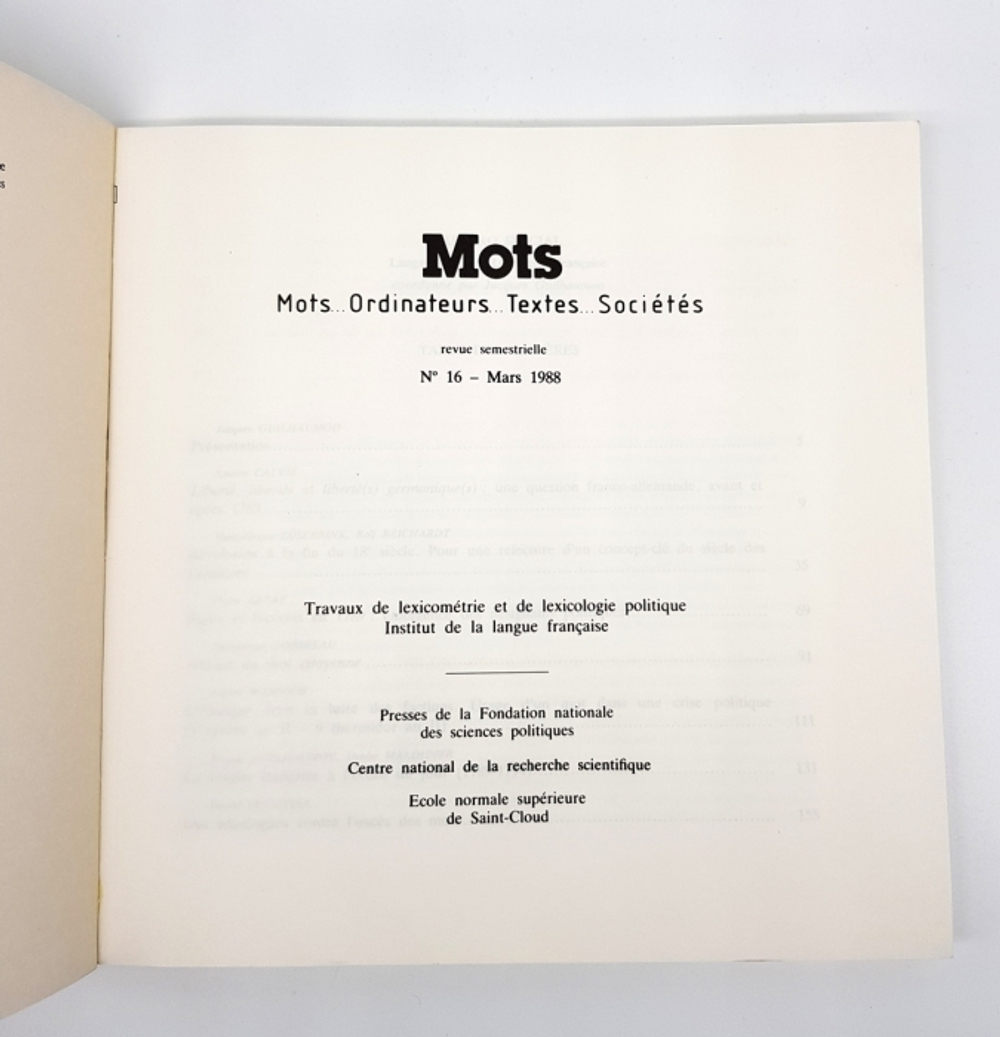 Mots
Mots...Ordinateurs...Textes...Sociétés
revue semestrielle
Nº 16 – Mars 1988
Travaux de lexicométrie et de lexicologie politique
Institut de la langue française
Presses de la Fondation nationale
des sciences politiques
Centre national de la recherche scientifique
Ecole normale supérieure
de Saint-Cloud